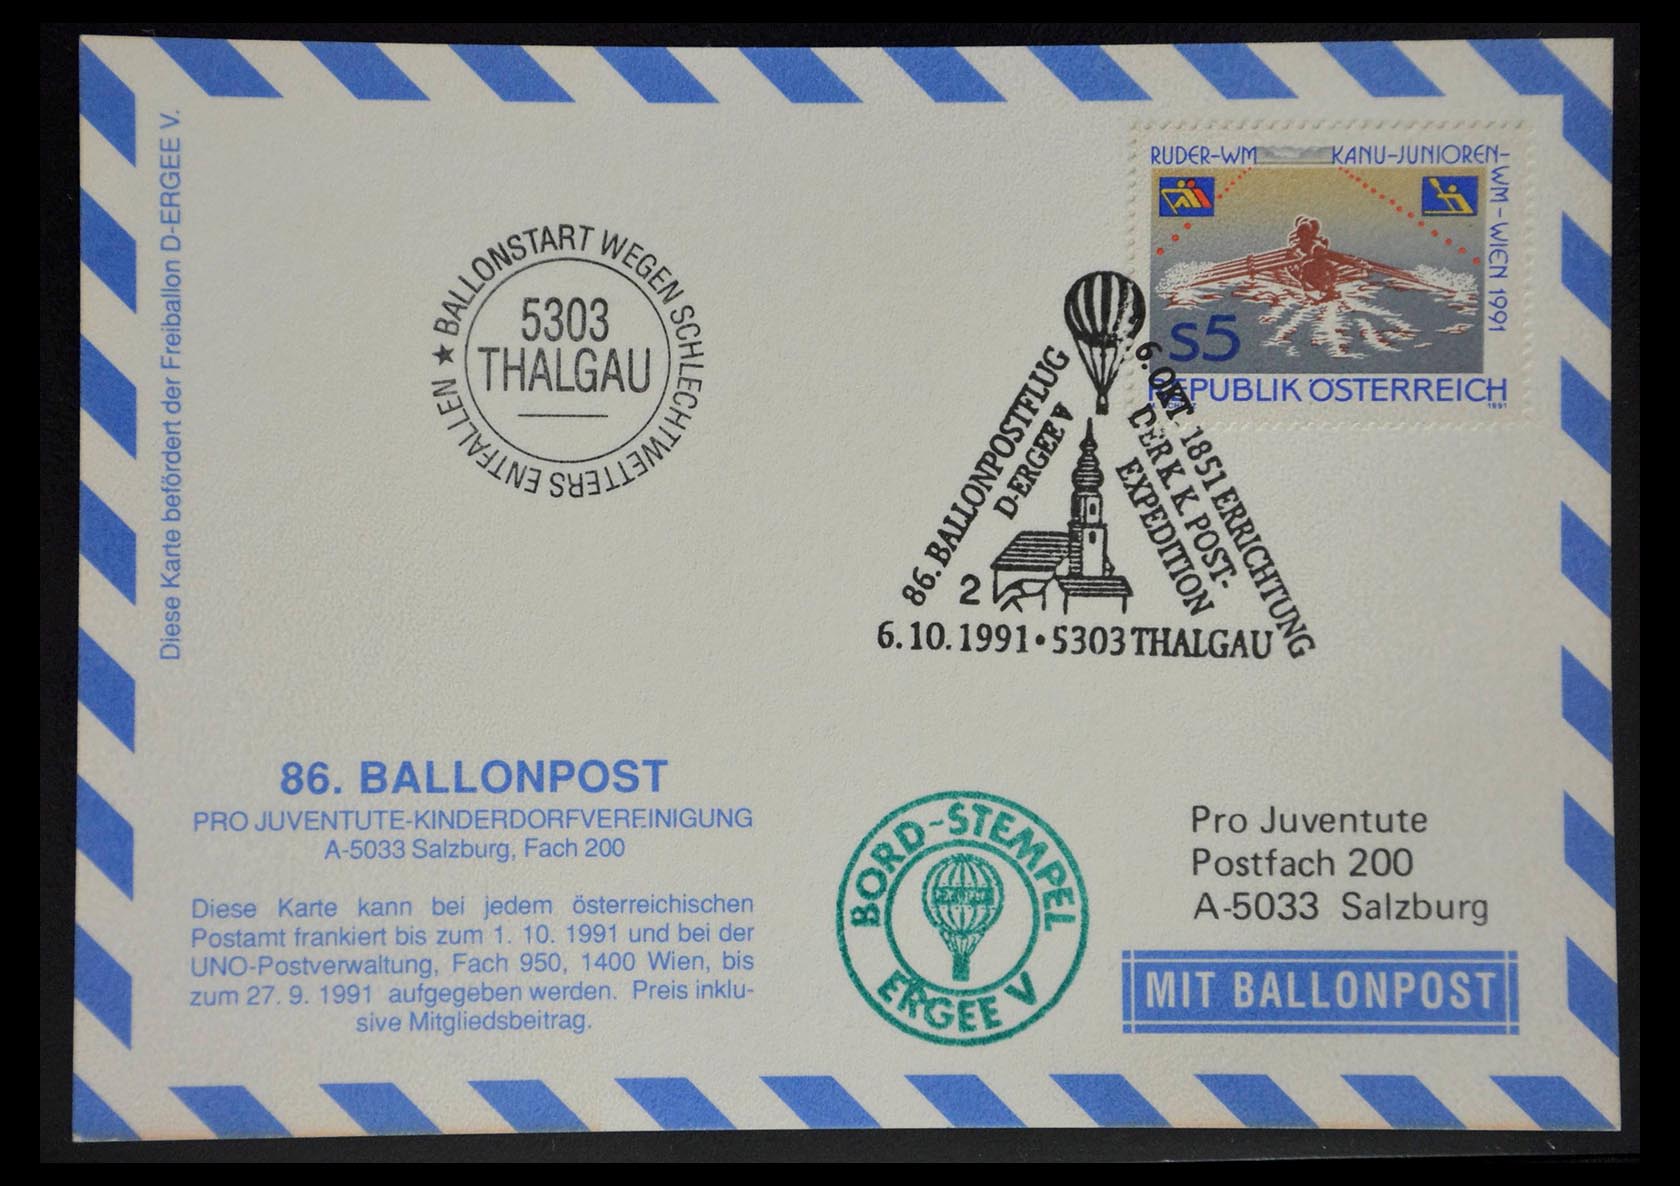 Diese Karte befördert der Freiballon D-ERGEE V.
★ BALLONSTART WEGEN SCHLECHTWETTERS ENTFALLEN
5303
THALGAU
RUDER-WM KANU-JUNIOREN-
WM-WIEN 1991
s5
REPUBLIK ÖSTERREICH
1991
86. BALLONPOSTFLUG
D-ERGEE V
6. OKT 1851 ERRICHTUNG
DER K. K. POST-
EXPEDITION
2
6.10.1991 • 5303 THALGAU
86. BALLONPOST
PRO JUVENTUTE-KINDERDORFVEREINIGUNG
A-5033 Salzburg, Fach 200
Diese Karte kann bei jedem österreichischen
Postamt frankiert bis zum 1. 10. 1991 und bei der
UNO-Postverwaltung, Fach 950, 1400 Wien, bis
zum 27. 9. 1991 aufgegeben werden. Preis inklu-
sive Mitgliedsbeitrag.
BORD-STEMPEL
ERGEE V
Pro Juventute
Postfach 200
A-5033 Salzburg
MIT BALLONPOST